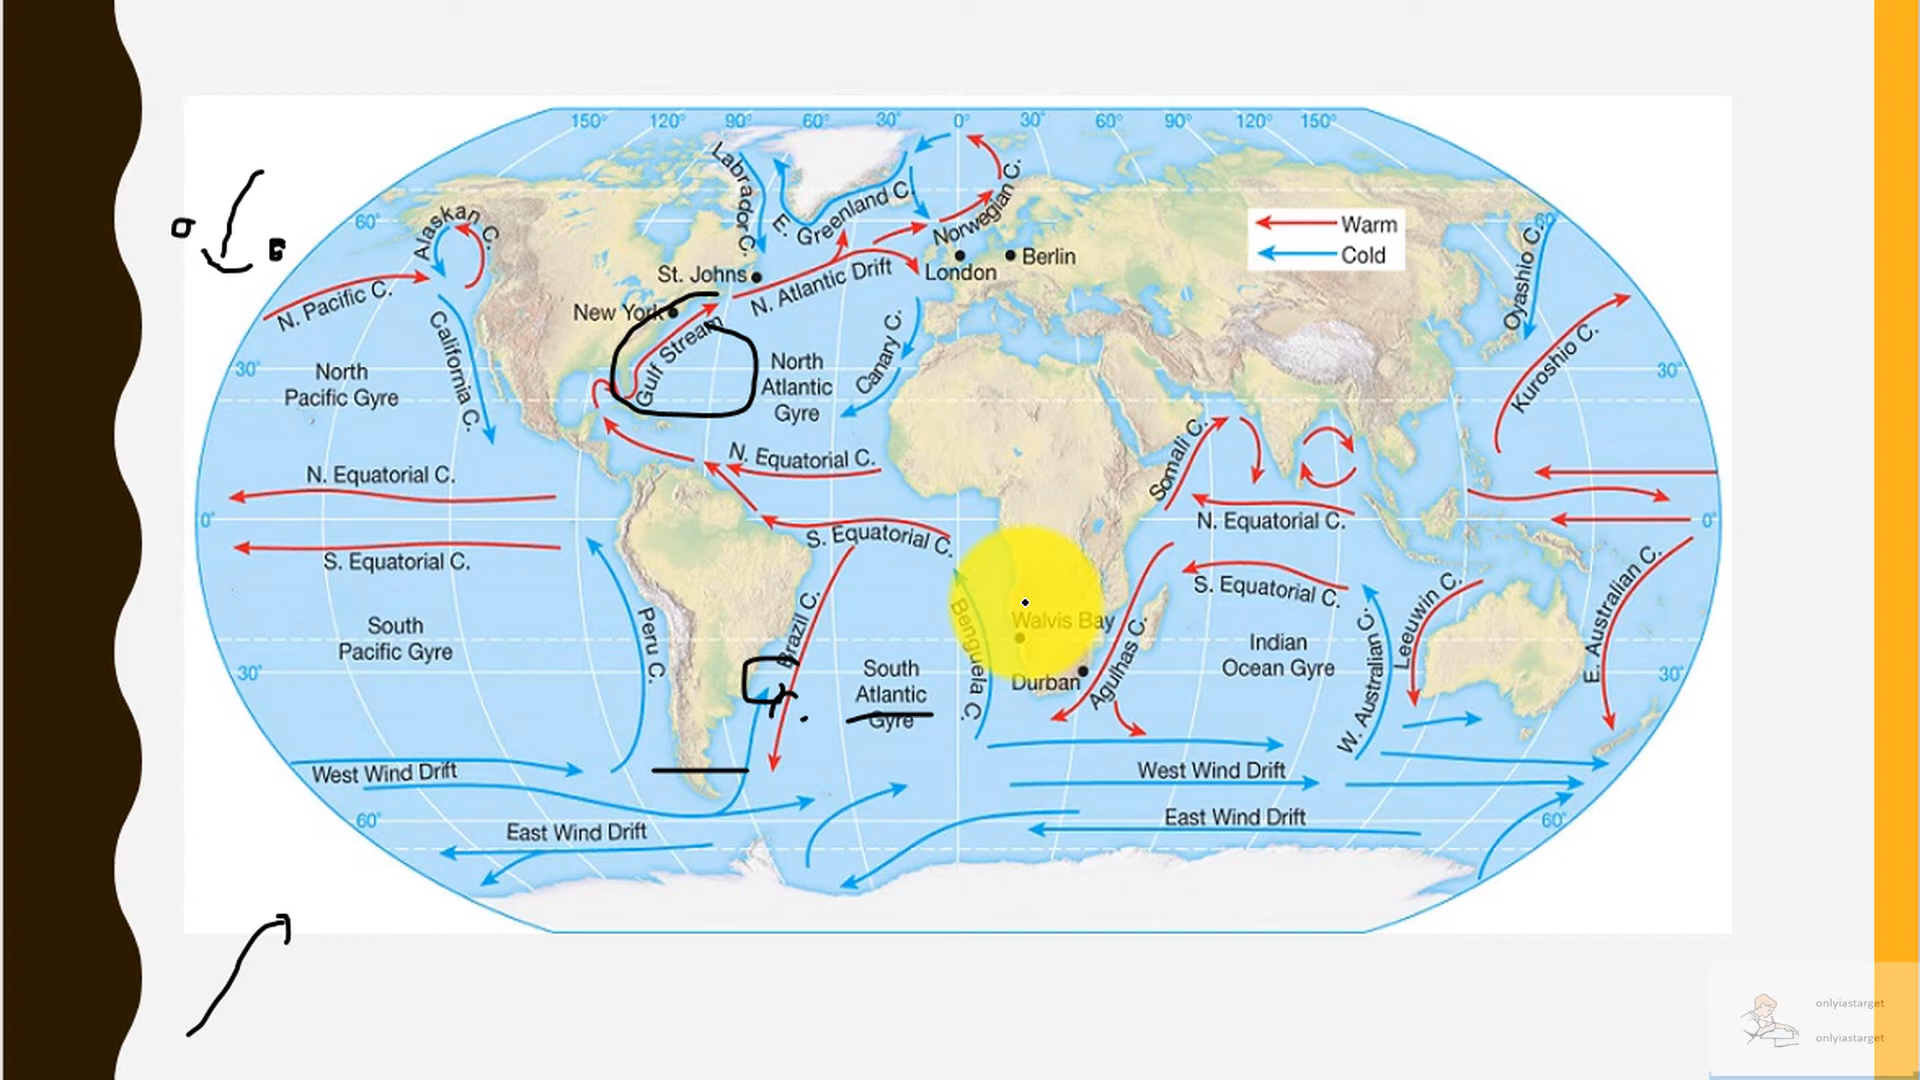 150° 120° 90° 60° 30° 0° 30° 60° 90° 120° 150°
Labrador C.
E. Greenland C.
Norwegian C.
60°
Alaskan C.
Warm
Cold
60°
Oyashio C.
St. Johns
London
Berlin
N. Pacific C.
N. Atlantic Drift
New York
Gulf Stream
California C.
Canary C.
Kuroshio C.
30°
North
Pacific Gyre
North
Atlantic
Gyre
30°
Somali C.
N. Equatorial C.
N. Equatorial C.
0°
S. Equatorial C.
N. Equatorial C.
0°
S. Equatorial C.
S. Equatorial C.
Leeuwin C.
E. Australian C.
South
Pacific Gyre
Peru C.
Brazil C.
Benguela C.
Walvis Bay
Agulhas C.
Indian
Ocean Gyre
W. Australian C.
30°
South
Atlantic
Gyre
Durban
30°
West Wind Drift
West Wind Drift
60°
East Wind Drift
East Wind Drift
60°
onlyiastarget
onlyiastarget